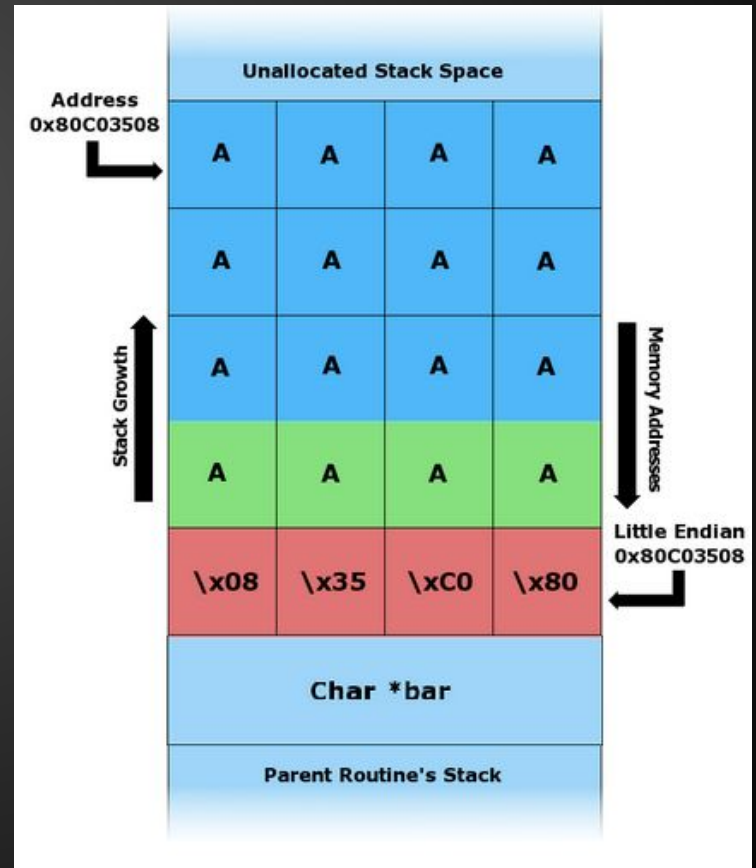 Unallocated Stack Space
Address
0x80C03508
A A A A
A A A A
Stack Growth
Memory Addresses
A A A A
A A A A
Little Endian
0x80C03508
\x08 \x35 \xC0 \x80
Char *bar
Parent Routine's Stack